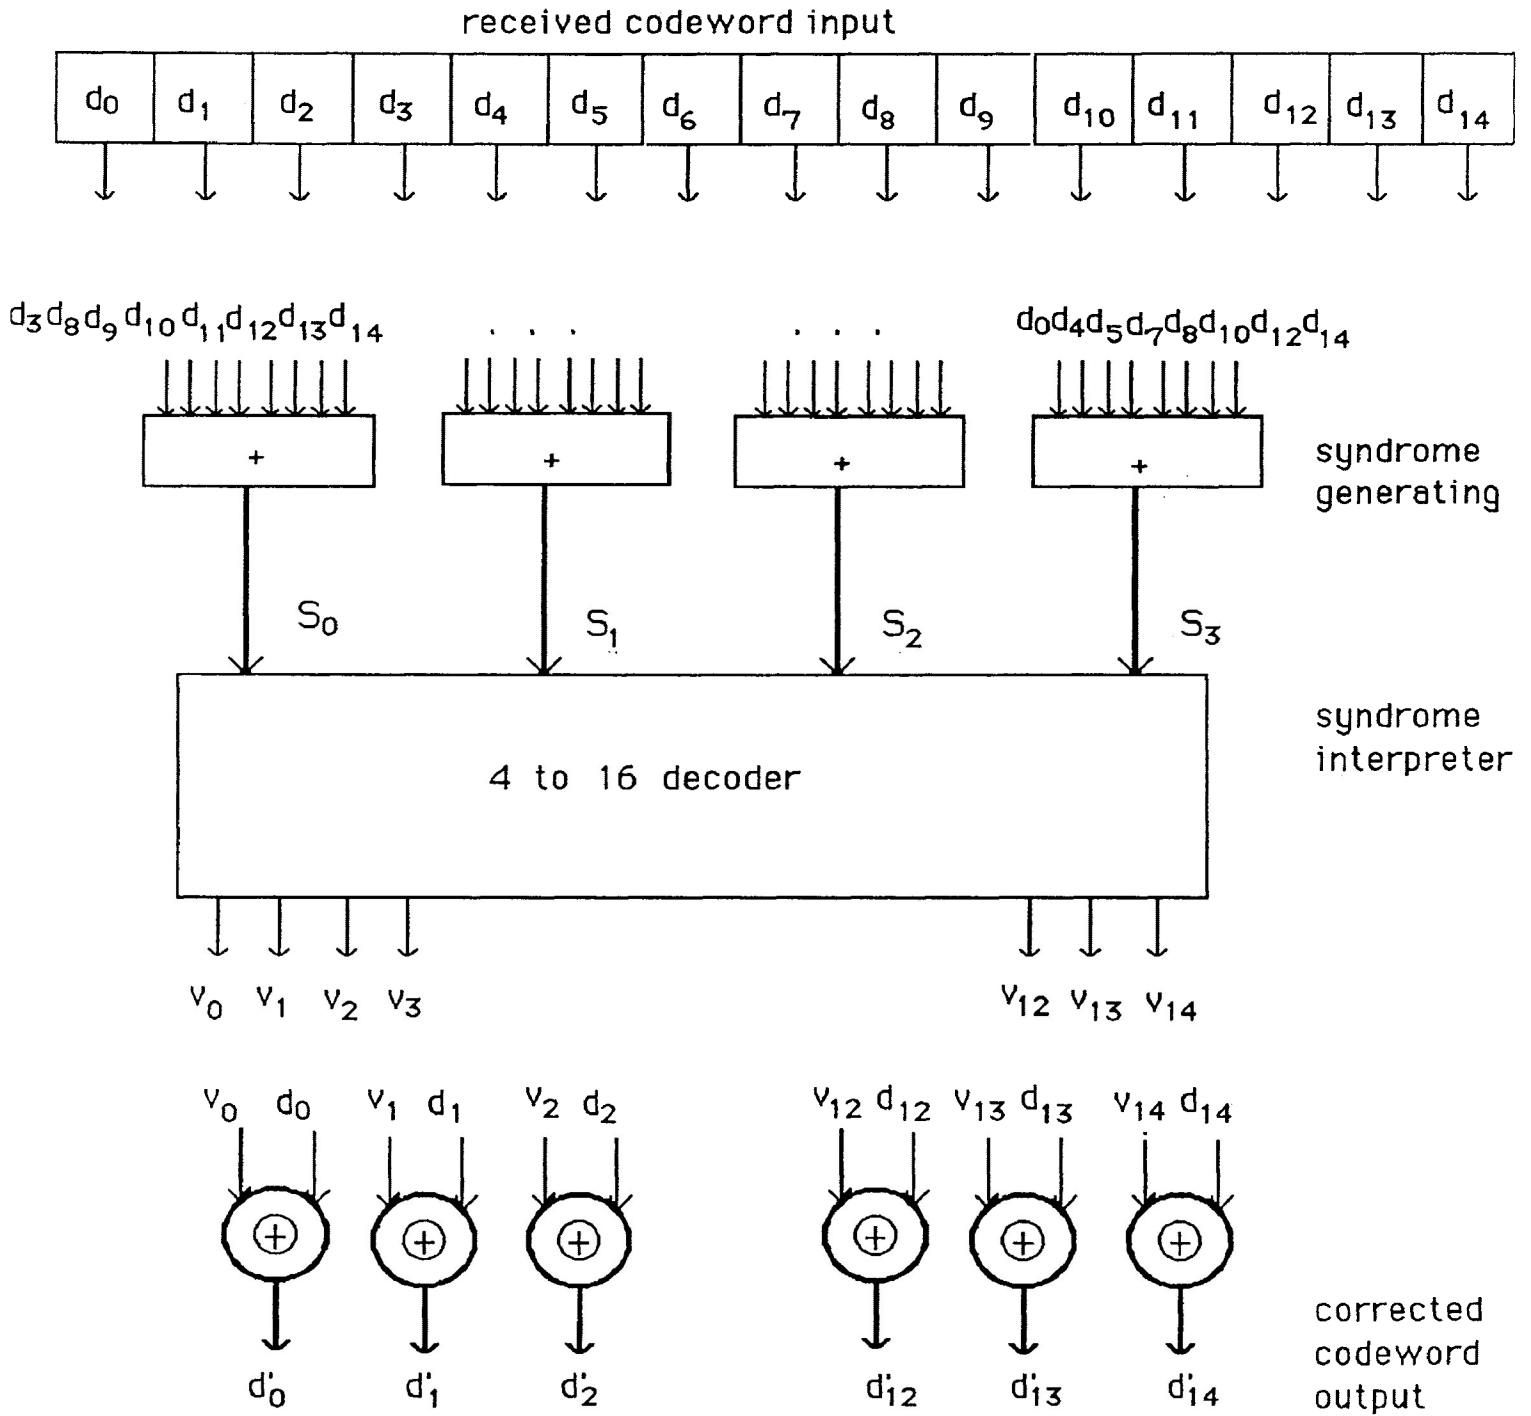 received codeword input
d0 d1 d2 d3 d4 d5 d6 d7 d8 d9 d10 d11 d12 d13 d14
d3d8d9 d10d11d12d13d14 . . . . . . d0d4d5d7d8d10d12d14
+ + + +
syndrome
generating
S0 S1 S2 S3
syndrome
interpreter
4 to 16 decoder
v0 v1 v2 v3 v12 v13 v14
v0 d0 v1 d1 v2 d2 v12 d12 v13 d13 v14 d14
+ + + + + +
corrected
codeword
output
d'0 d'1 d'2 d'12 d'13 d'14